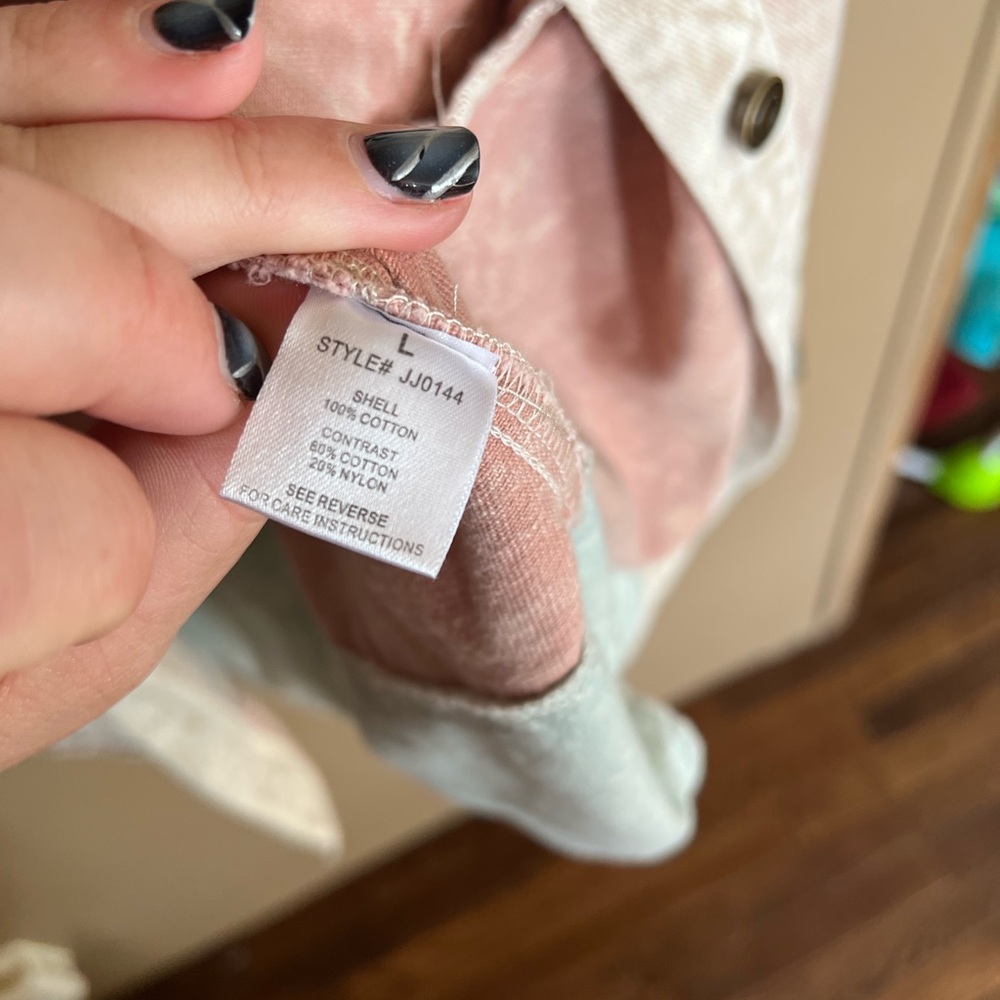 L
STYLE# JJ0144
SHELL
100% COTTON
CONTRAST
80% COTTON
20% NYLON
SEE REVERSE
FOR CARE INSTRUCTIONS